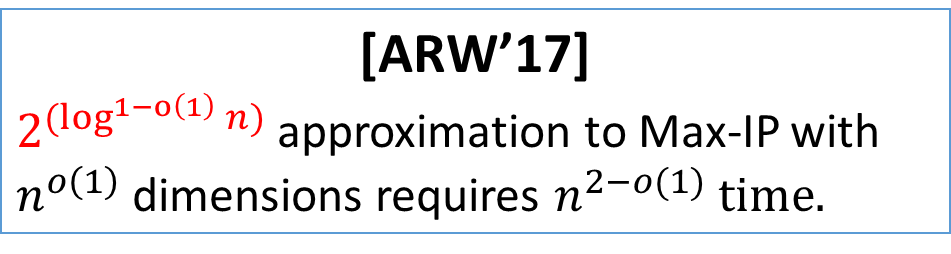 [ARW’17]
2^(log^{1−o(1)} n) approximation to Max-IP with
n^{o(1)} dimensions requires n^{2−o(1)} time.